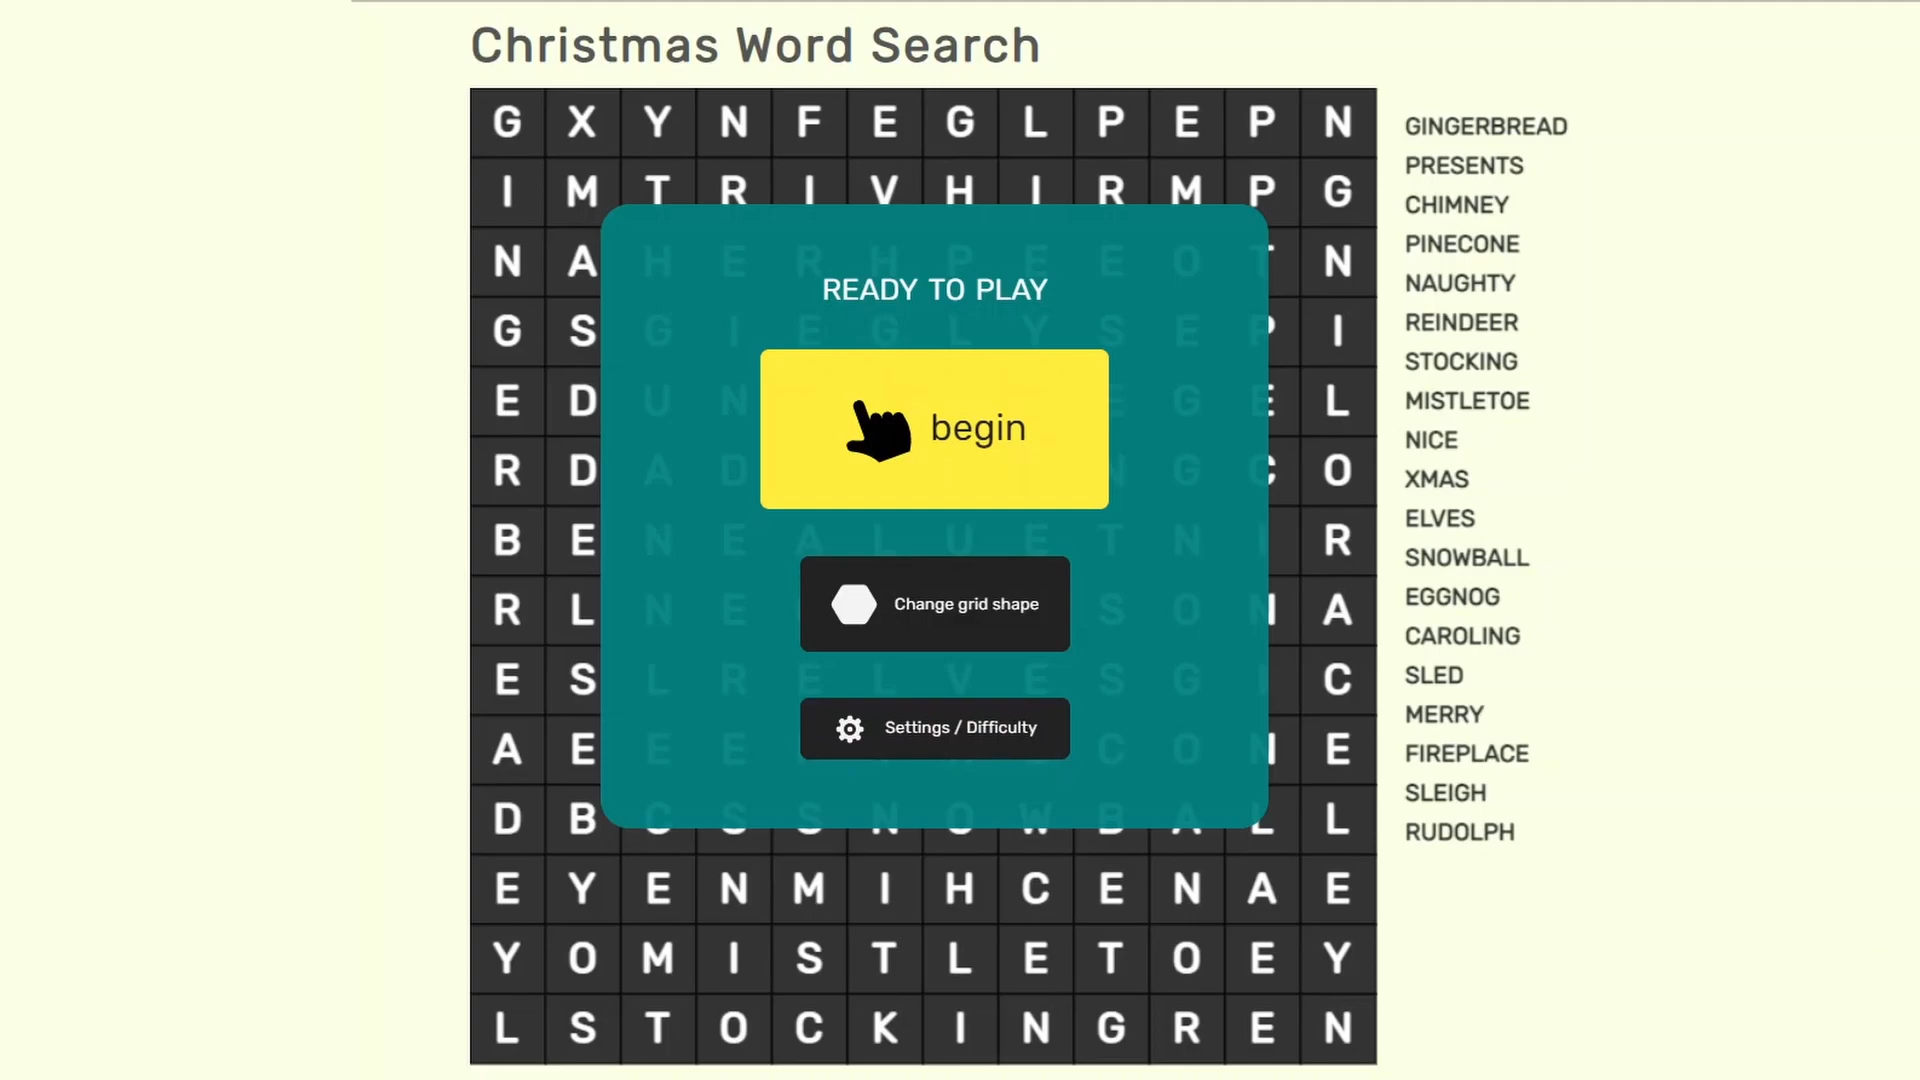 Christmas Word Search
G X Y N F E G L P E P N
I M T R I V H I R M P G
N A H E R H P E E O T N
G S G I E G L Y S E P I
E D U N E G E L
R D A D N G C O
B E N E A L U E T N I R
R L N E S O N A
E S L R E L V E S G I C
A E E E C O N E
D B C S S N O W B A L L
E Y E N M I H C E N A E
Y O M I S T L E T O E Y
L S T O C K I N G R E N
READY TO PLAY
begin
Change grid shape
Settings / Difficulty
GINGERBREAD
PRESENTS
CHIMNEY
PINECONE
NAUGHTY
REINDEER
STOCKING
MISTLETOE
NICE
XMAS
ELVES
SNOWBALL
EGGNOG
CAROLING
SLED
MERRY
FIREPLACE
SLEIGH
RUDOLPH